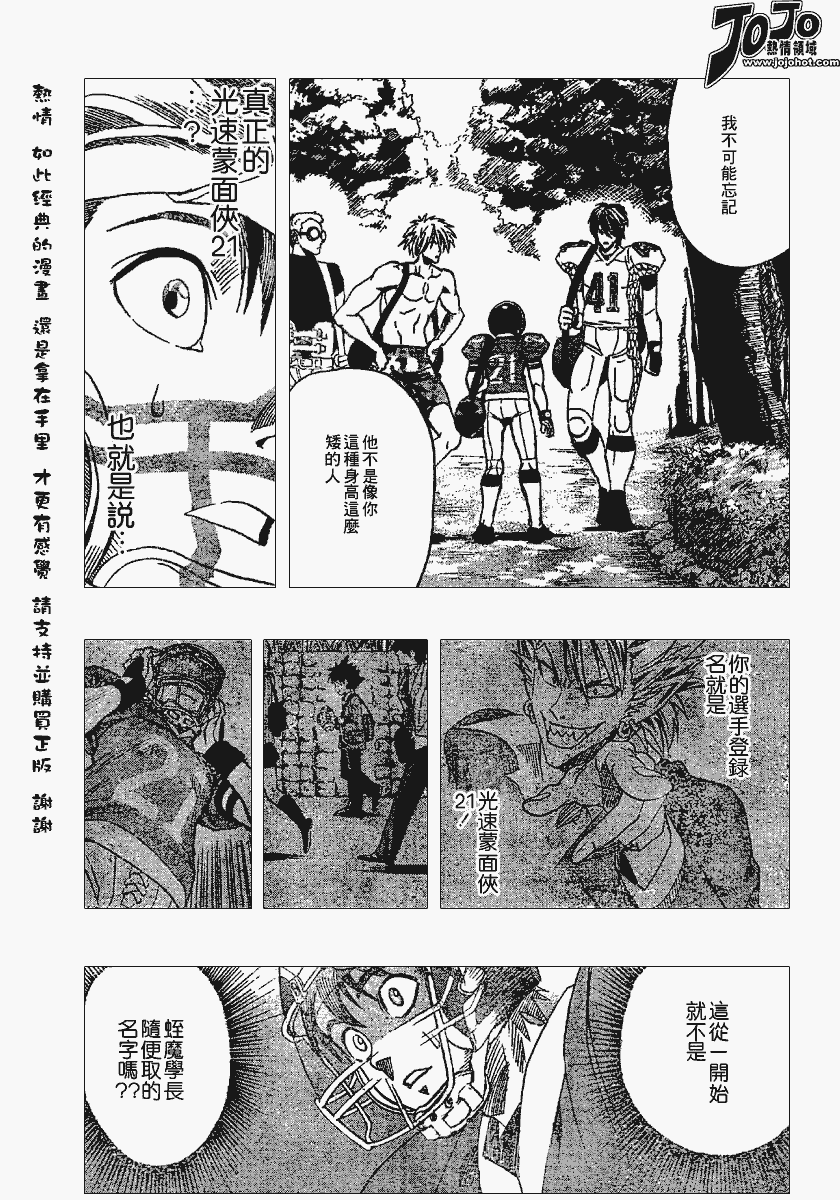 JOJO
熱情領域
www.jojohot.com
我不可能忘記
他不是像你
這種身高這麼
矮的人
41
21
真正的
光速蒙面俠21
…?
也就是說…
你的選手登錄
名就是
光速蒙面俠
21!
21
這從一開始
就不是
蛭魔學長
隨便取的
名字嗎??
熱情 如此經典的漫畫 還是拿在手里 才更有感覺 請支持並購買正版 謝謝